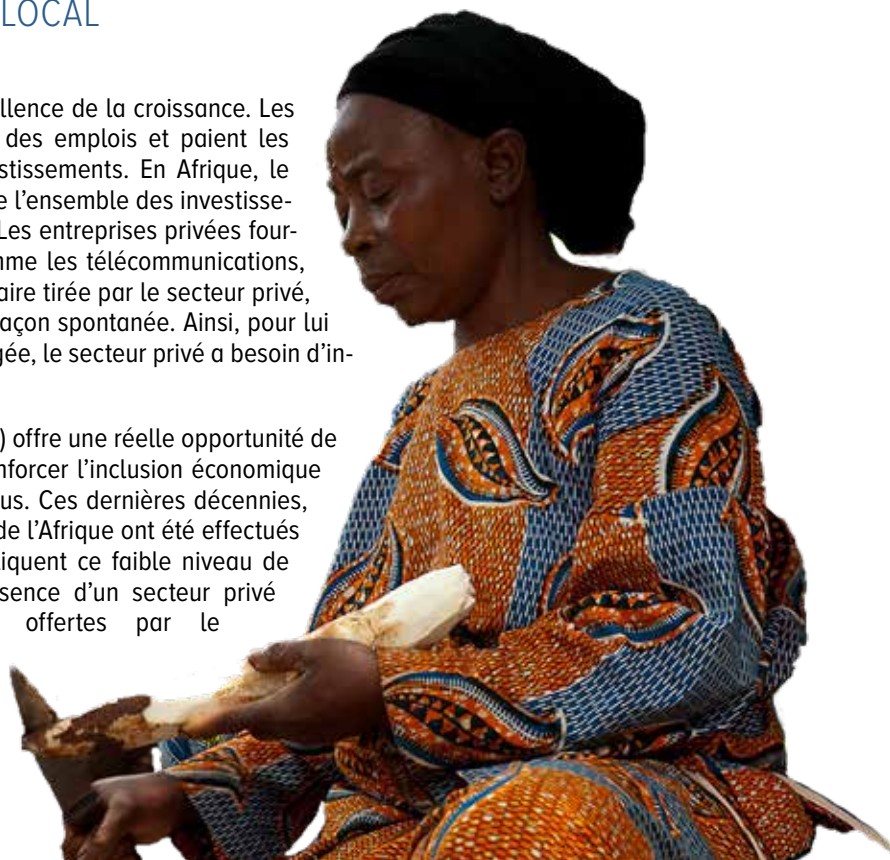 LOCAL
llence de la croissance. Les
des emplois et paient les
stissements. En Afrique, le
e l’ensemble des investisse-
Les entreprises privées four-
mme les télécommunications,
aire tirée par le secteur privé,
açon spontanée. Ainsi, pour lui
gée, le secteur privé a besoin d’in-
) offre une réelle opportunité de
nforcer l’inclusion économique
us. Ces dernières décennies,
de l’Afrique ont été effectués
iquent ce faible niveau de
sence d’un secteur privé
offertes par le